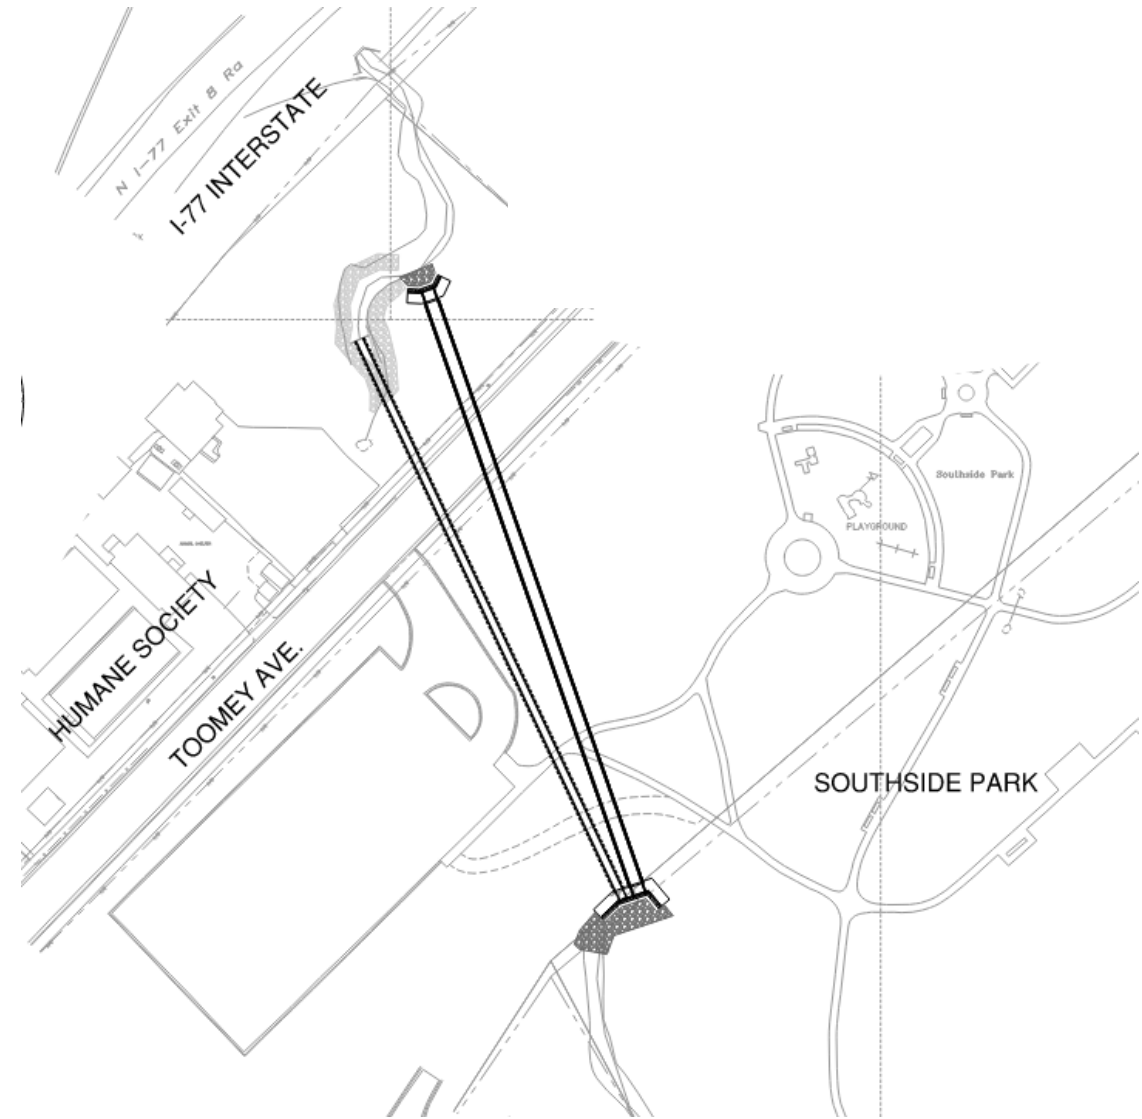 N I-77 Exit 8 Ra
I-77 INTERSTATE
Southside Park
PLAYGROUND
HUMANE SOCIETY
TOOMEY AVE.
SOUTHSIDE PARK